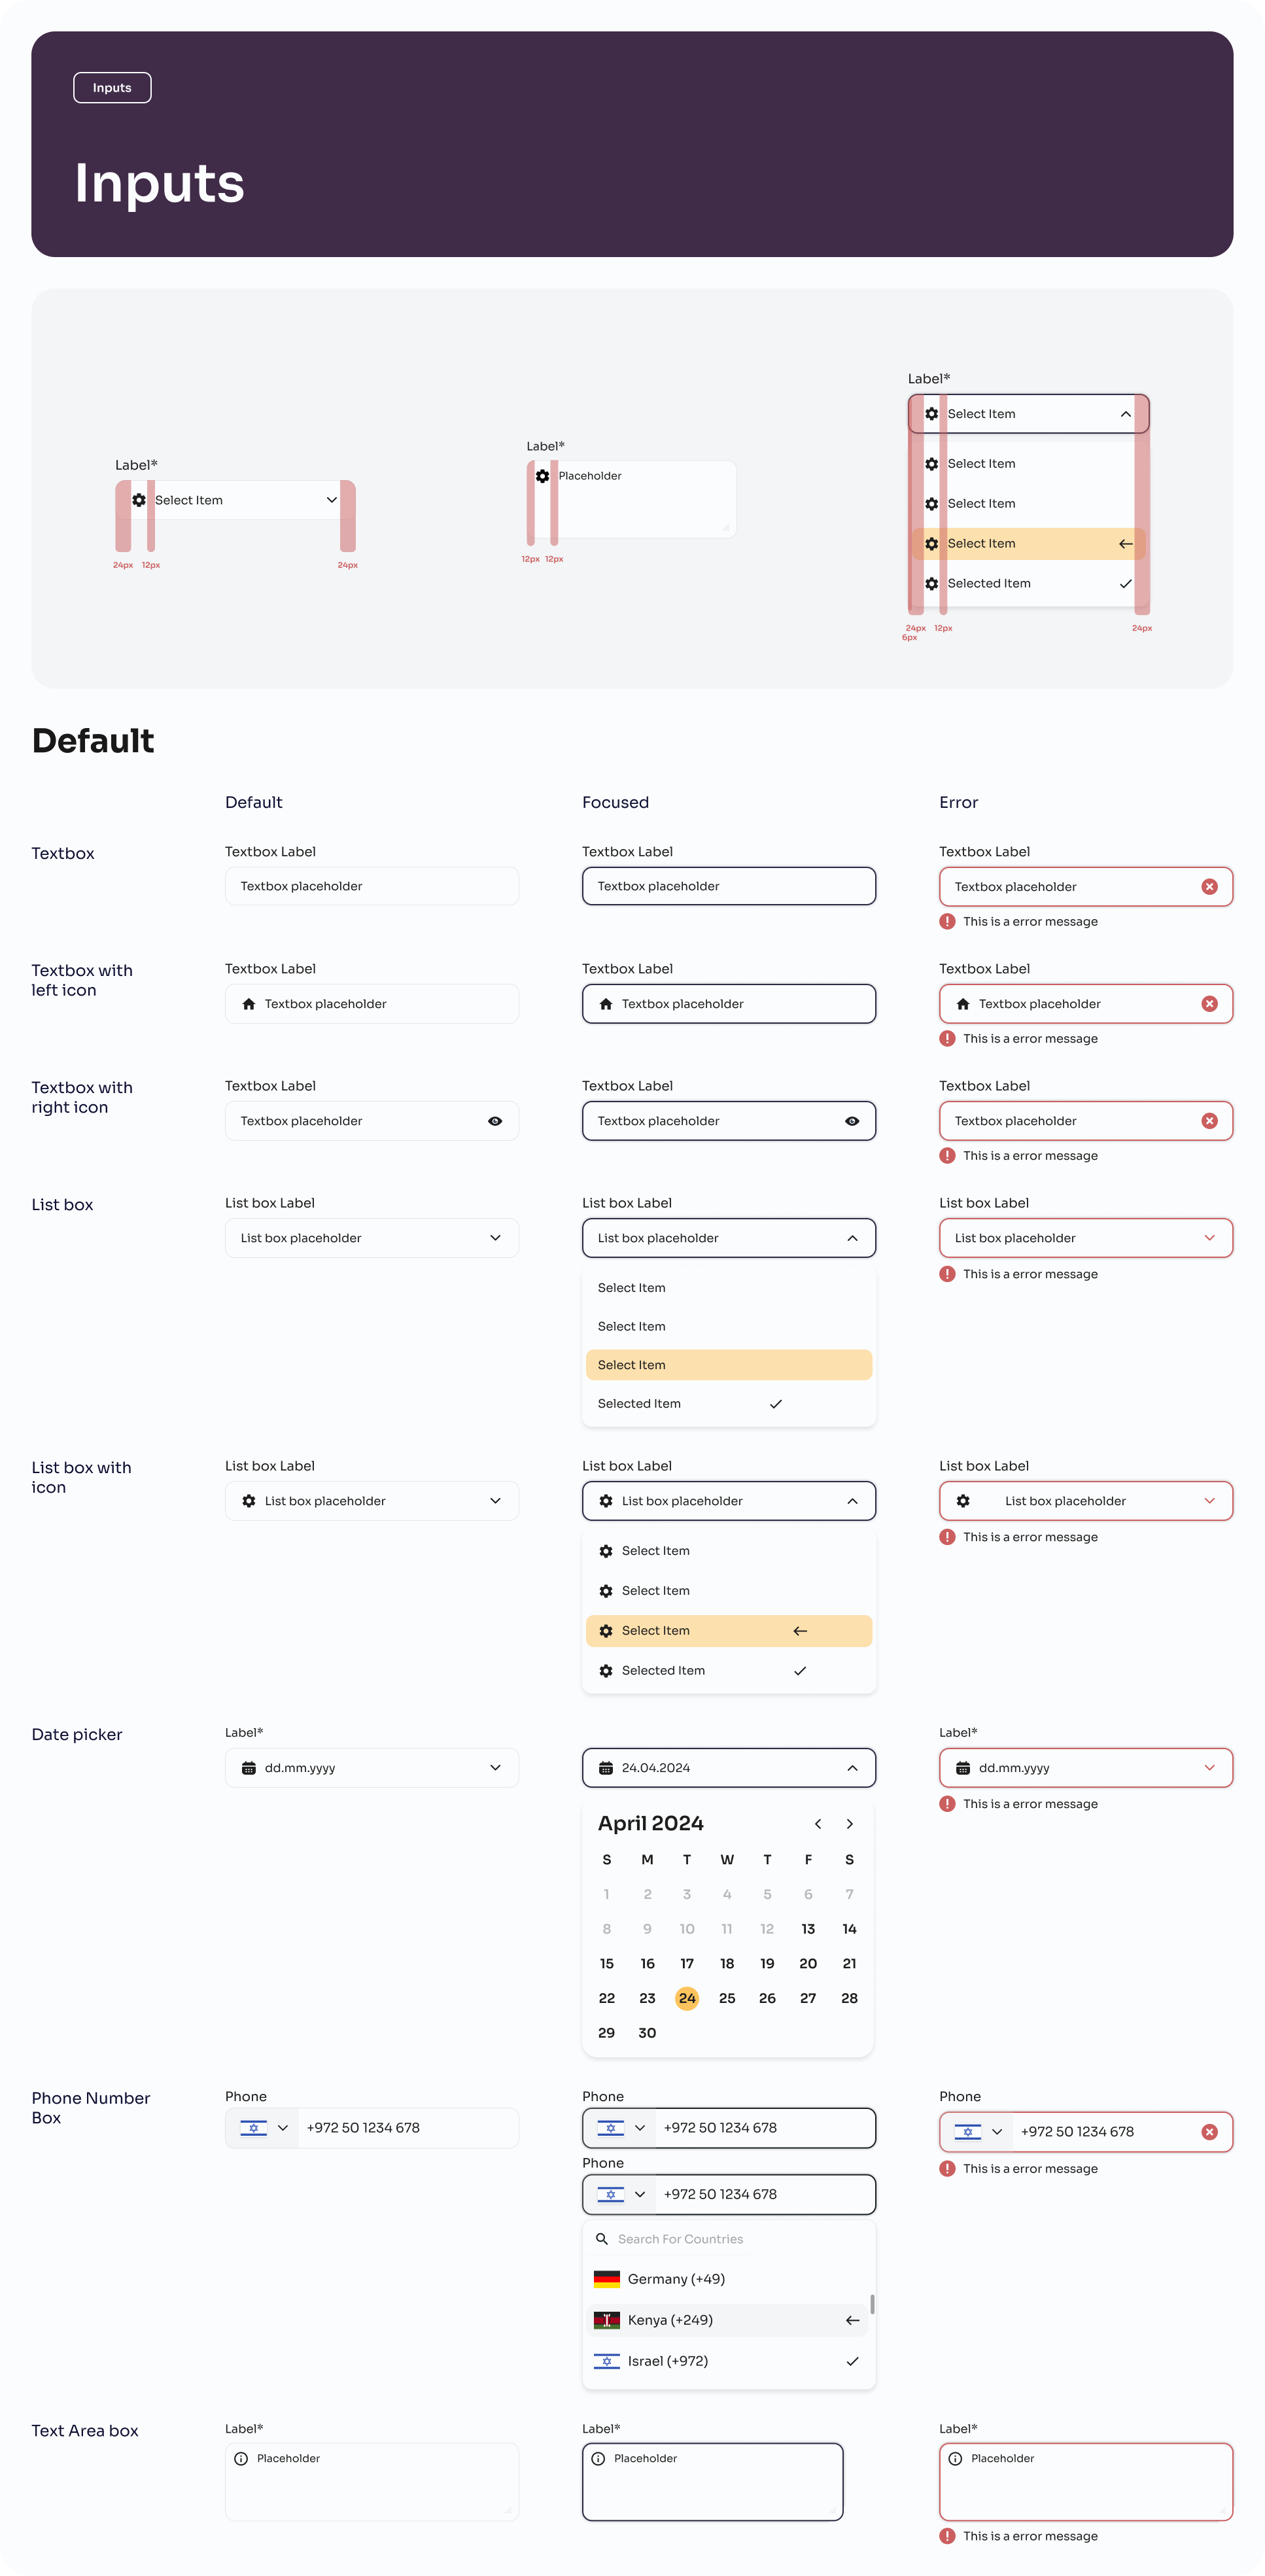 Inputs
Inputs
Label*
Select Item
24px 12px 24px
Label*
Placeholder
12px 12px
Label*
Select Item
Select Item
Select Item
Select Item
Selected Item
24px 12px 24px
6px
Default
Default Focused Error
Textbox
Textbox Label
Textbox placeholder
Textbox Label
Textbox placeholder
Textbox Label
Textbox placeholder
This is a error message
Textbox with
left icon
Textbox Label
Textbox placeholder
Textbox Label
Textbox placeholder
Textbox Label
Textbox placeholder
This is a error message
Textbox with
right icon
Textbox Label
Textbox placeholder
Textbox Label
Textbox placeholder
Textbox Label
Textbox placeholder
This is a error message
List box
List box Label
List box placeholder
List box Label
List box placeholder
Select Item
Select Item
Select Item
Selected Item
List box Label
List box placeholder
This is a error message
List box with
icon
List box Label
List box placeholder
List box Label
List box placeholder
Select Item
Select Item
Select Item
Selected Item
List box Label
List box placeholder
This is a error message
Date picker
Label*
dd.mm.yyyy
24.04.2024
April 2024
S M T W T F S
1 2 3 4 5 6 7
8 9 10 11 12 13 14
15 16 17 18 19 20 21
22 23 24 25 26 27 28
29 30
Label*
dd.mm.yyyy
This is a error message
Phone Number
Box
Phone
+972 50 1234 678
Phone
+972 50 1234 678
Phone
+972 50 1234 678
Search For Countries
Germany (+49)
Kenya (+249)
Israel (+972)
Phone
+972 50 1234 678
This is a error message
Text Area box
Label*
Placeholder
Label*
Placeholder
Label*
Placeholder
This is a error message